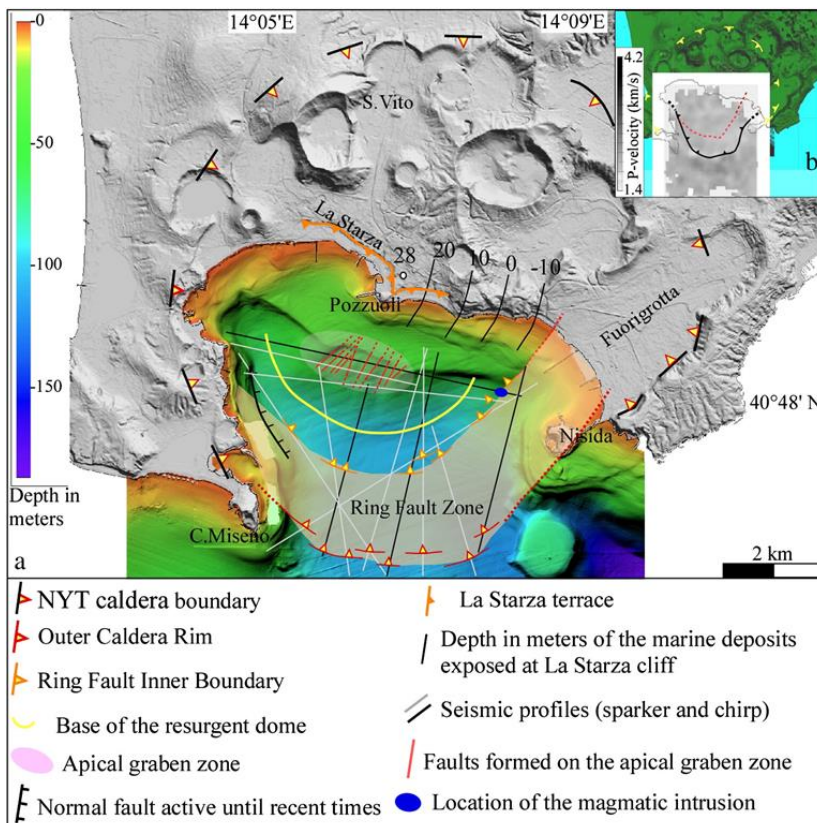 14°05'E
14°09'E
-0
-50
-100
-150
Depth in
meters
a
S.Vito
La Starza
28
20
10
0
-10
Pozzuoli
Fuorigrotta
40°48' N
Nisida
Ring Fault Zone
C.Miseno
2 km
4.2
P-velocity (km/s)
1.4
b
NYT caldera boundary
Outer Caldera Rim
Ring Fault Inner Boundary
Base of the resurgent dome
Apical graben zone
Normal fault active until recent times
La Starza terrace
Depth in meters of the marine deposits
exposed at La Starza cliff
Seismic profiles (sparker and chirp)
Faults formed on the apical graben zone
Location of the magmatic intrusion